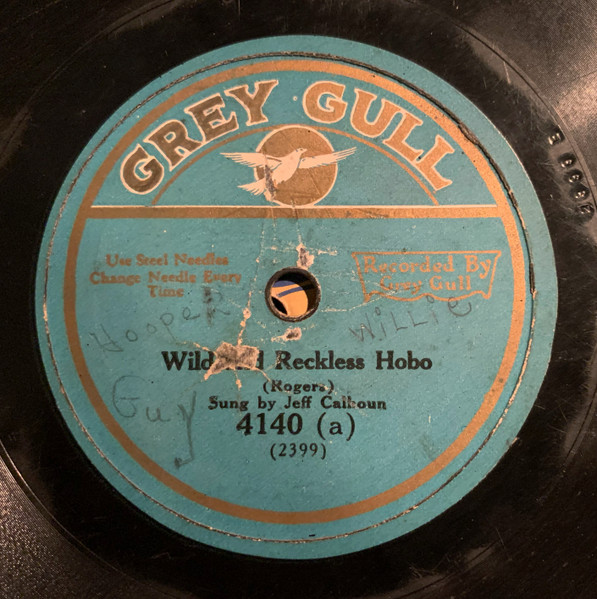 GREY · GULL
Use Steel Needles
Change Needle Every
Time
Recorded By
Grey Gull
Hooper
Willie
Wild Reckless Hobo
(Rogers)
Sung by Jeff Calhoun
Guy
4140 (a)
(2399)